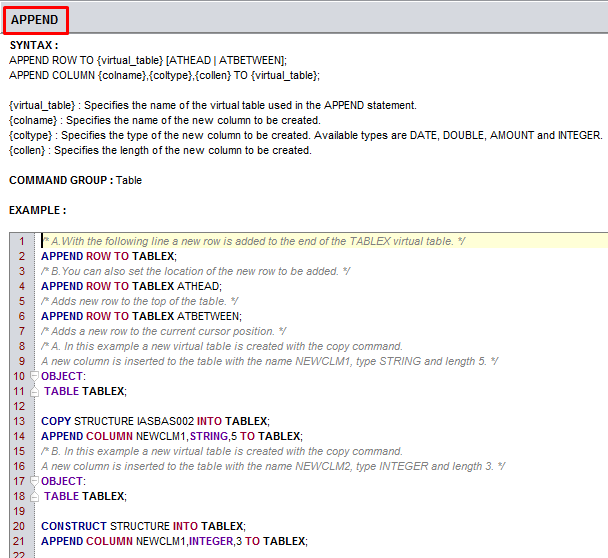 APPEND
SYNTAX :
APPEND ROW TO {virtual_table} [ATHEAD | ATBETWEEN];
APPEND COLUMN {colname},{coltype},{collen} TO {virtual_table};
{virtual_table} : Specifies the name of the virtual table used in the APPEND statement.
{colname} : Specifies the name of the new column to be created.
{coltype} : Specifies the type of the new column to be created. Available types are DATE, DOUBLE, AMOUNT and INTEGER.
{collen} : Specifies the length of the new column to be created.
COMMAND GROUP : Table
EXAMPLE :
1 /* A.With the following line a new row is added to the end of the TABLEX virtual table. */
2 APPEND ROW TO TABLEX;
3 /* B.You can also set the location of the new row to be added. */
4 APPEND ROW TO TABLEX ATHEAD;
5 /* Adds new row to the top of the table. */
6 APPEND ROW TO TABLEX ATBETWEEN;
7 /* Adds a new row to the current cursor position. */
8 /* A. In this example a new virtual table is created with the copy command.
9 A new column is inserted to the table with the name NEWCLM1, type STRING and length 5. */
10 OBJECT:
11 TABLE TABLEX;
12
13 COPY STRUCTURE IASBAS002 INTO TABLEX;
14 APPEND COLUMN NEWCLM1,STRING,5 TO TABLEX;
15 /* B. In this example a new virtual table is created with the copy command.
16 A new column is inserted to the table with the name NEWCLM2, type INTEGER and length 3. */
17 OBJECT:
18 TABLE TABLEX;
19
20 CONSTRUCT STRUCTURE INTO TABLEX;
21 APPEND COLUMN NEWCLM1,INTEGER,3 TO TABLEX;
22